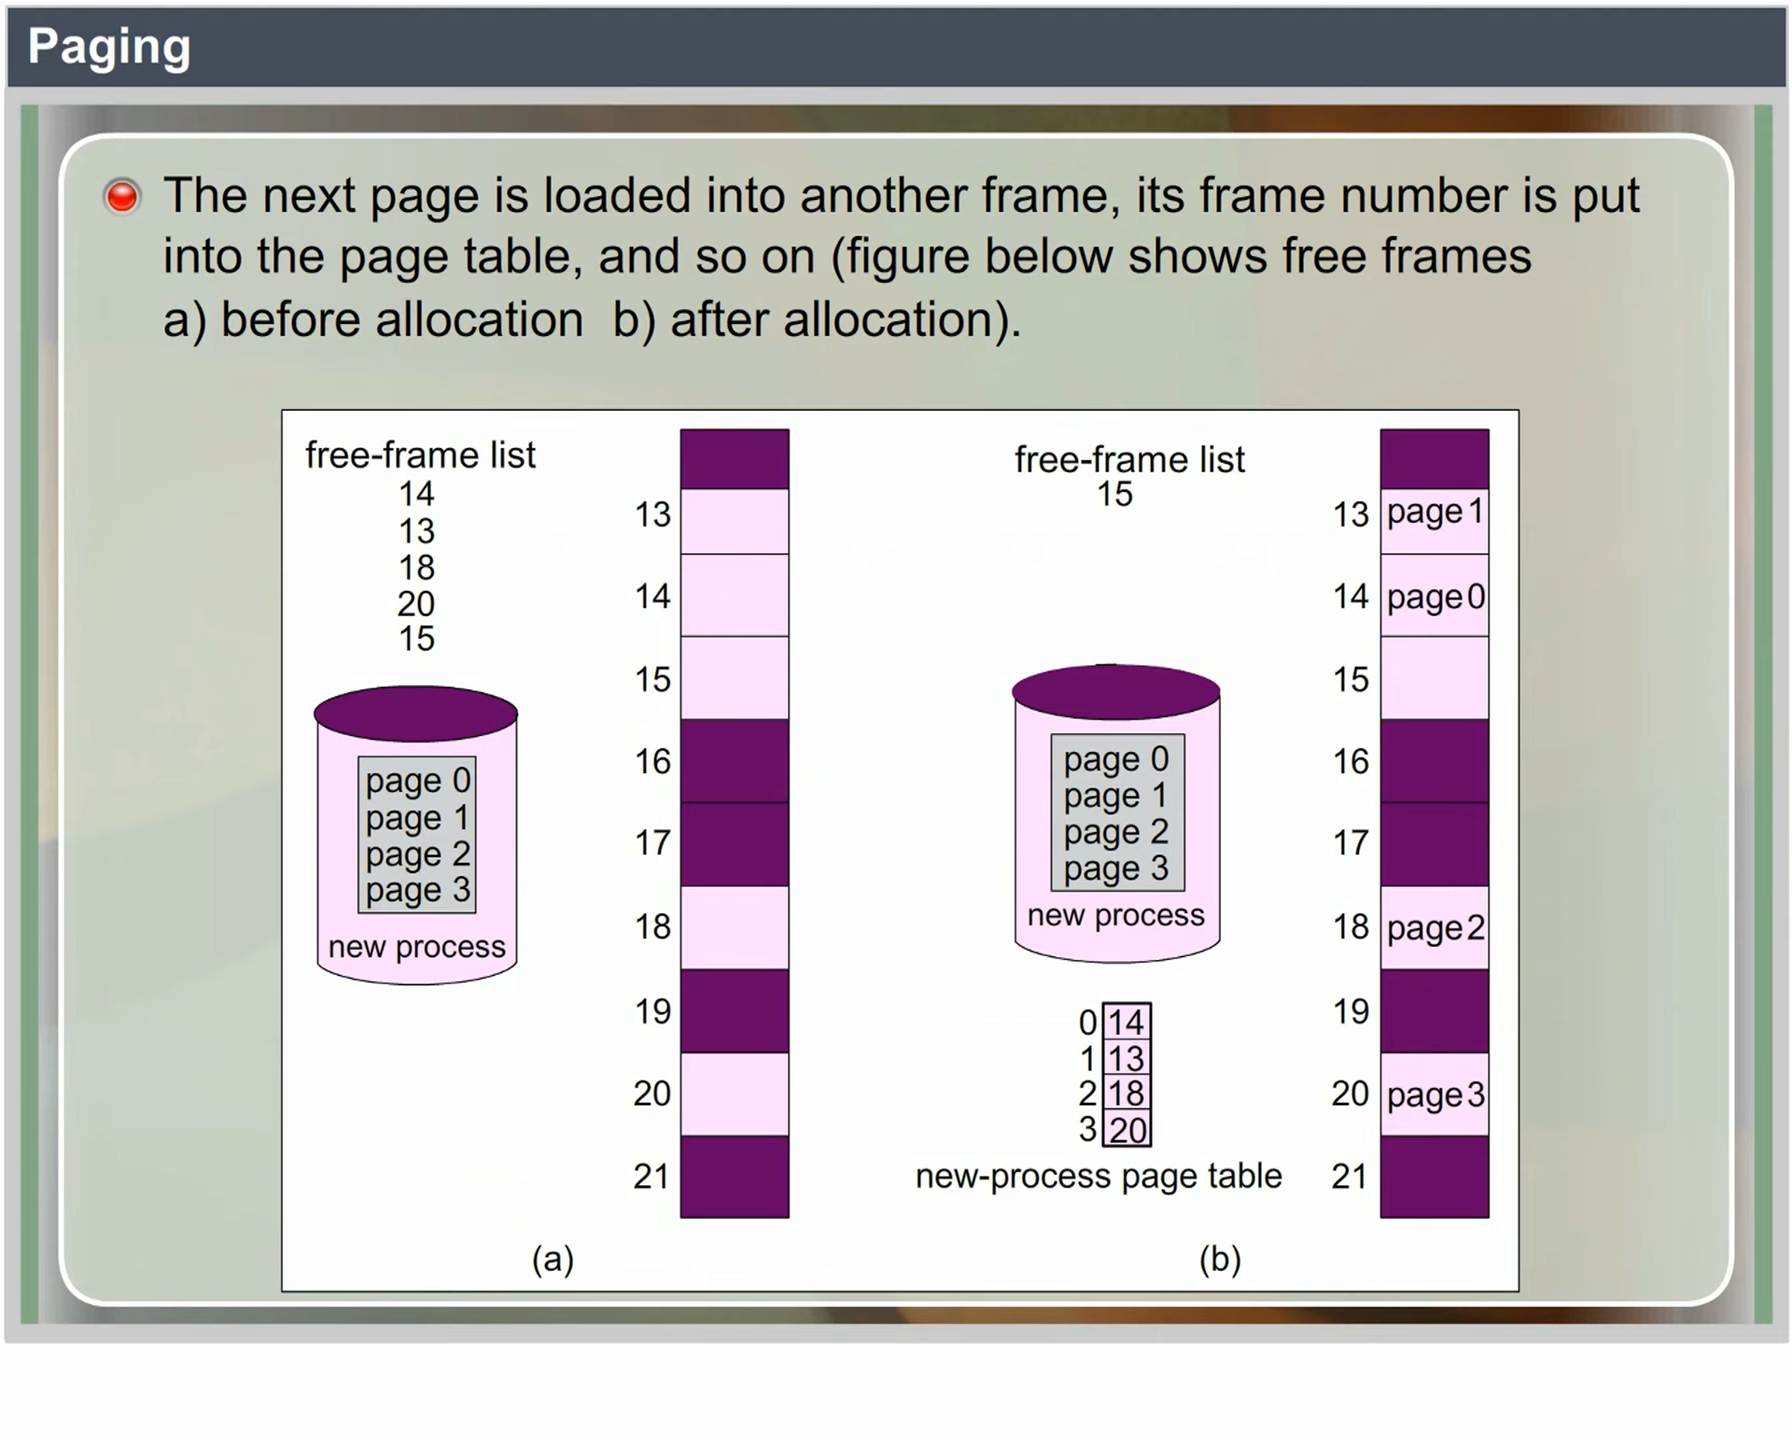 Paging
The next page is loaded into another frame, its frame number is put
into the page table, and so on (figure below shows free frames
a) before allocation b) after allocation).
free-frame list
14
13
18
20
15
page 0
page 1
page 2
page 3
new process
13
14
15
16
17
18
19
20
21
(a)
free-frame list
15
page 0
page 1
page 2
page 3
new process
0 14
1 13
2 18
3 20
new-process page table
13 page 1
14 page 0
15
16
17
18 page 2
19
20 page 3
21
(b)